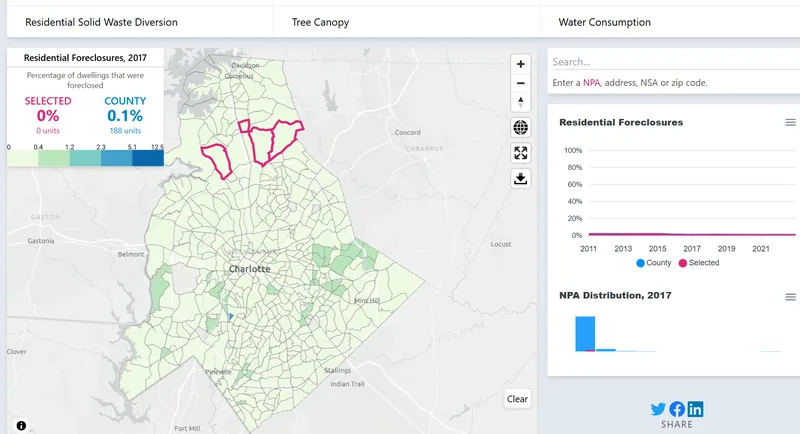 Residential Solid Waste Diversion
Tree Canopy
Water Consumption
Residential Foreclosures, 2017
Percentage of dwellings that were
foreclosed
SELECTED
COUNTY
0%
0.1%
0 units
188 units
0 0.4 1.2 2.3 5.1 12.5
Davidson
Cornelius
Concord
CABARRUS
GASTON
Gastonia
Belmont
Charlotte
Locust
Mint Hill
Clover
Pineville
Stallings
Indian Trail
Fort Mill
Clear
Search...
Enter a NPA, address, NSA or zip code.
Residential Foreclosures
100%
80%
60%
40%
20%
0%
2011 2013 2015 2017 2019 2021
County Selected
NPA Distribution, 2017
SHARE